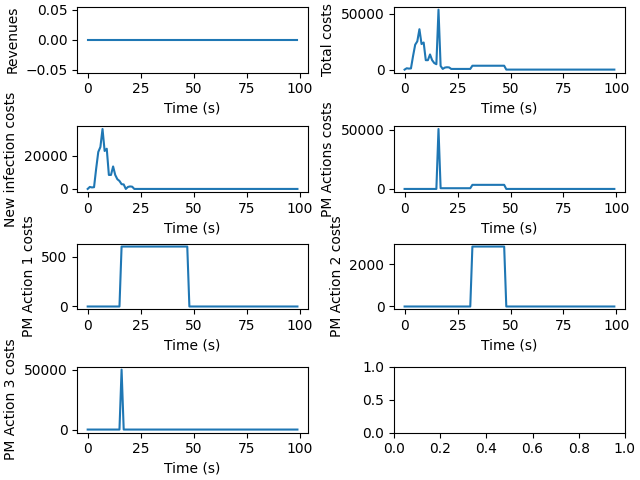 Revenues
0.05
0.00
−0.05
0 25 50 75 100
Time (s)
Total costs
50000
0
0 25 50 75 100
Time (s)
New infection costs
20000
0
0 25 50 75 100
Time (s)
PM Actions costs
50000
0
0 25 50 75 100
Time (s)
PM Action 1 costs
500
0
0 25 50 75 100
Time (s)
PM Action 2 costs
2000
0
0 25 50 75 100
Time (s)
PM Action 3 costs
50000
0
0 25 50 75 100
Time (s)
1.0
0.5
0.0
0.0 0.2 0.4 0.6 0.8 1.0